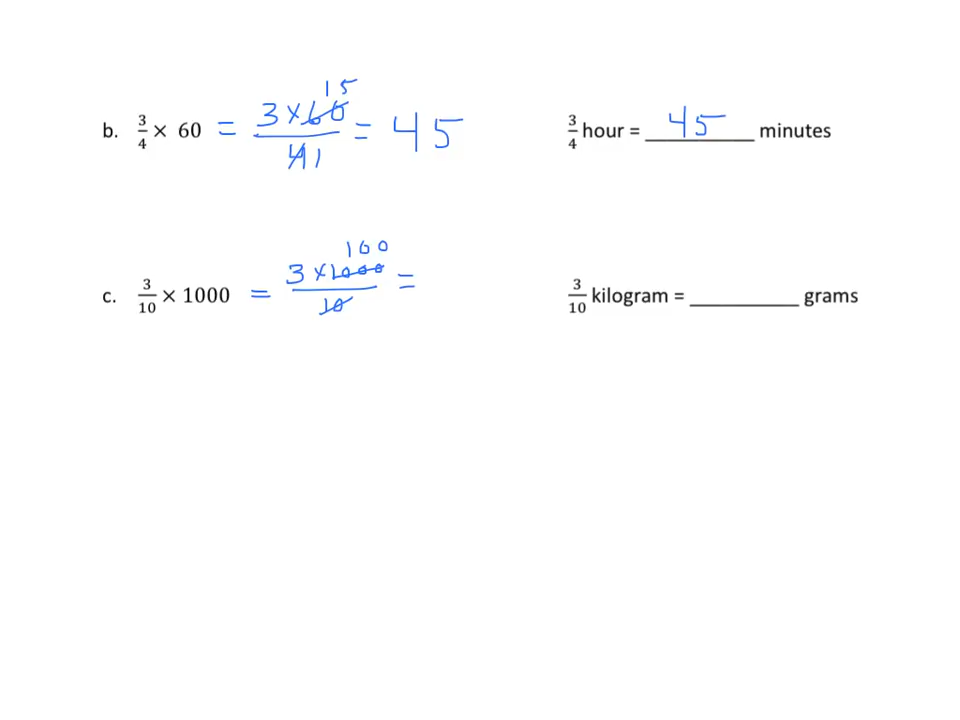 b. 3/4 × 60 = (3 × 60)/4 = 45
15
1
3/4 hour = 45 minutes
c. 3/10 × 1000 = (3 × 1000)/10 =
100
3/10 kilogram = __________ grams